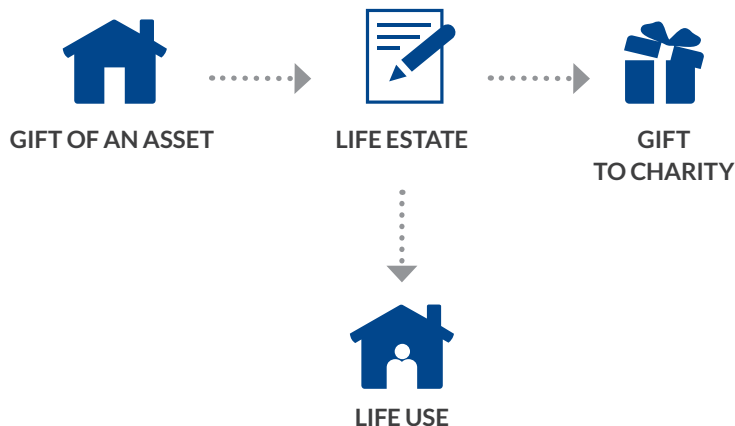 GIFT OF AN ASSET
LIFE ESTATE
GIFT
TO CHARITY
LIFE USE